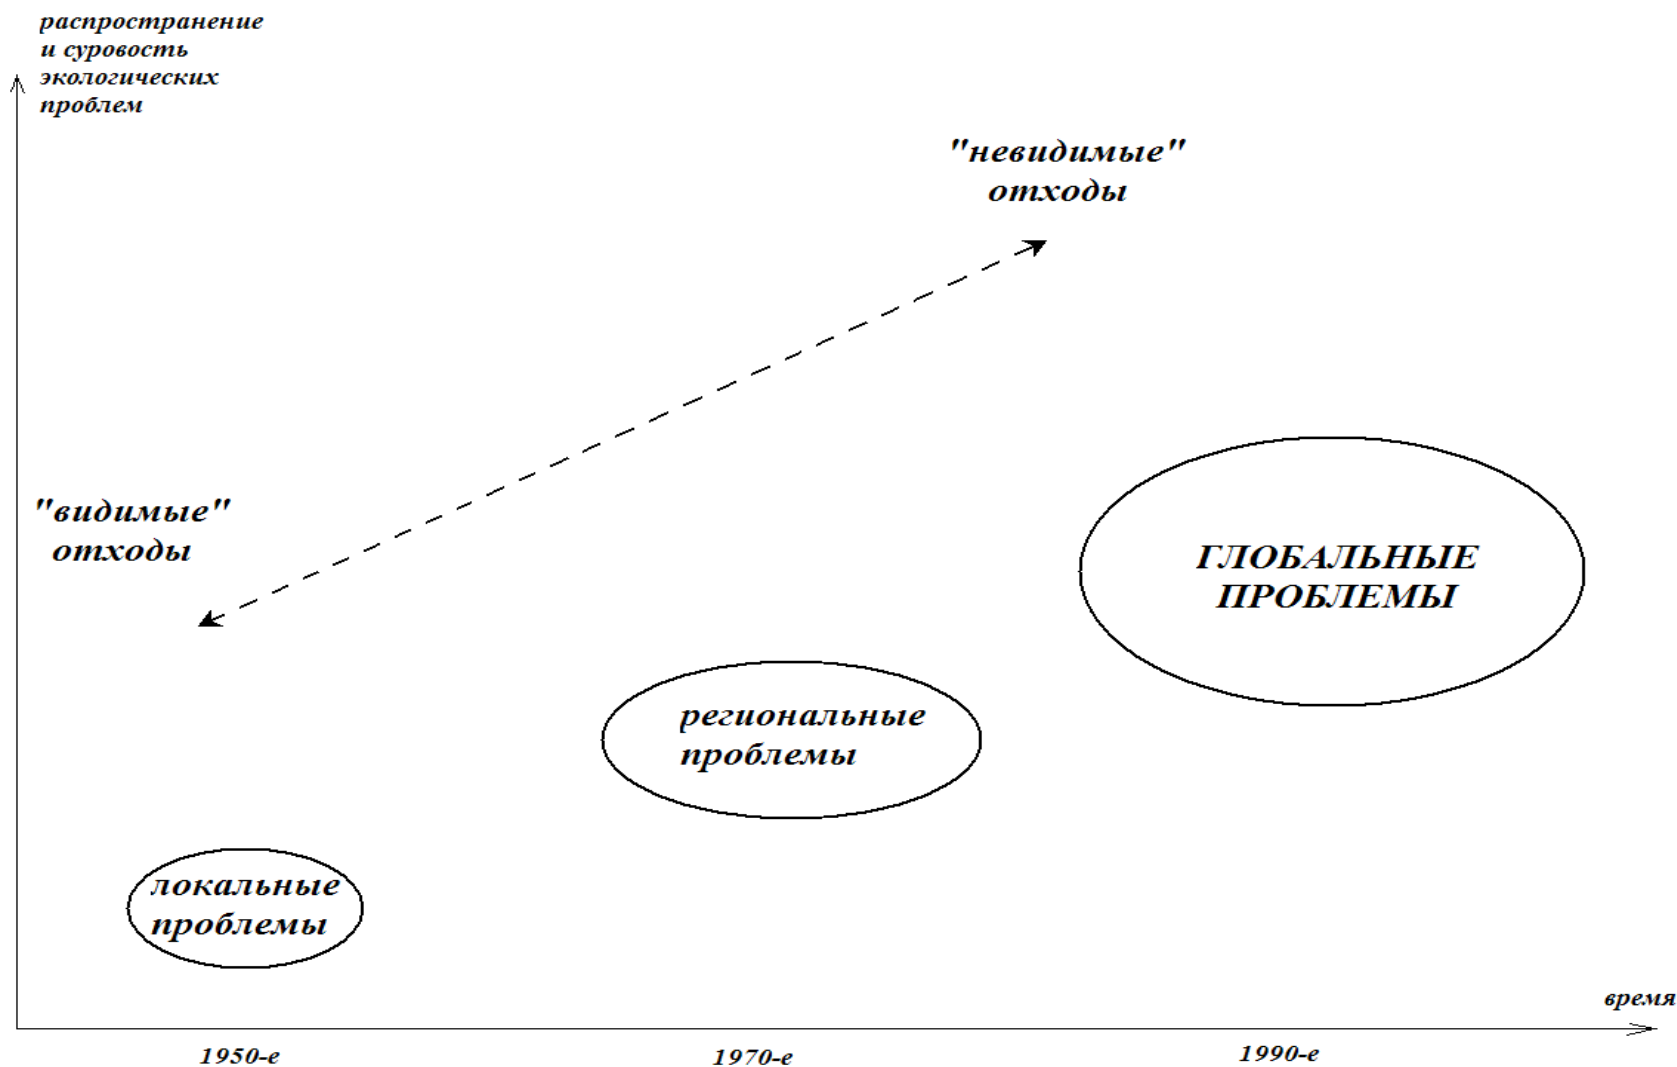 распространение
и суровость
экологических
проблем
"невидимые"
отходы
"видимые"
отходы
ГЛОБАЛЬНЫЕ
ПРОБЛЕМЫ
региональные
проблемы
локальные
проблемы
время
1950-е
1970-е
1990-е